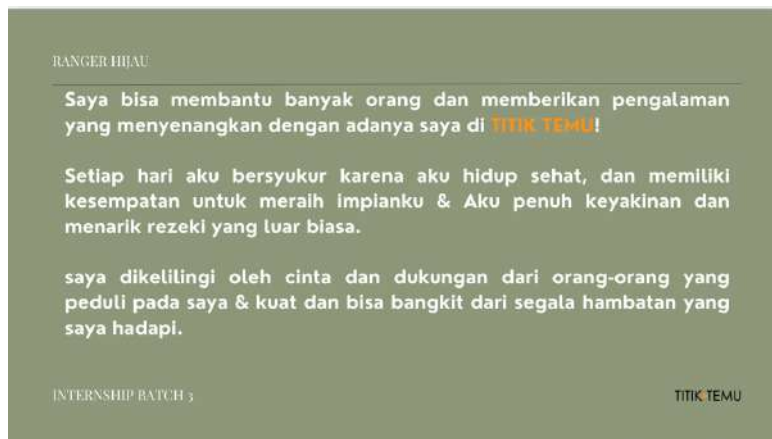 RANGER HIJAU
Saya bisa membantu banyak orang dan memberikan pengalaman
yang menyenangkan dengan adanya saya di TITIK TEMU!
Setiap hari aku bersyukur karena aku hidup sehat, dan memiliki
kesempatan untuk meraih impianku & Aku penuh keyakinan dan
menarik rezeki yang luar biasa.
saya dikelilingi oleh cinta dan dukungan dari orang-orang yang
peduli pada saya & kuat dan bisa bangkit dari segala hambatan yang
saya hadapi.
INTERNSHIP BATCH 3
TITIK TEMU